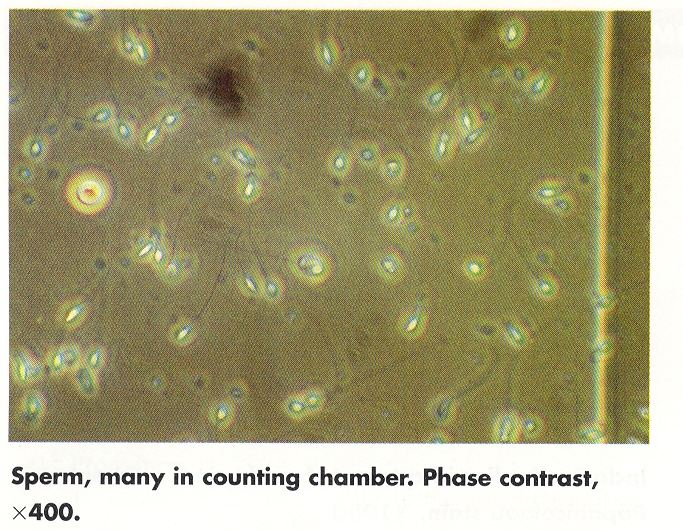 Sperm, many in counting chamber. Phase contrast,
×400.